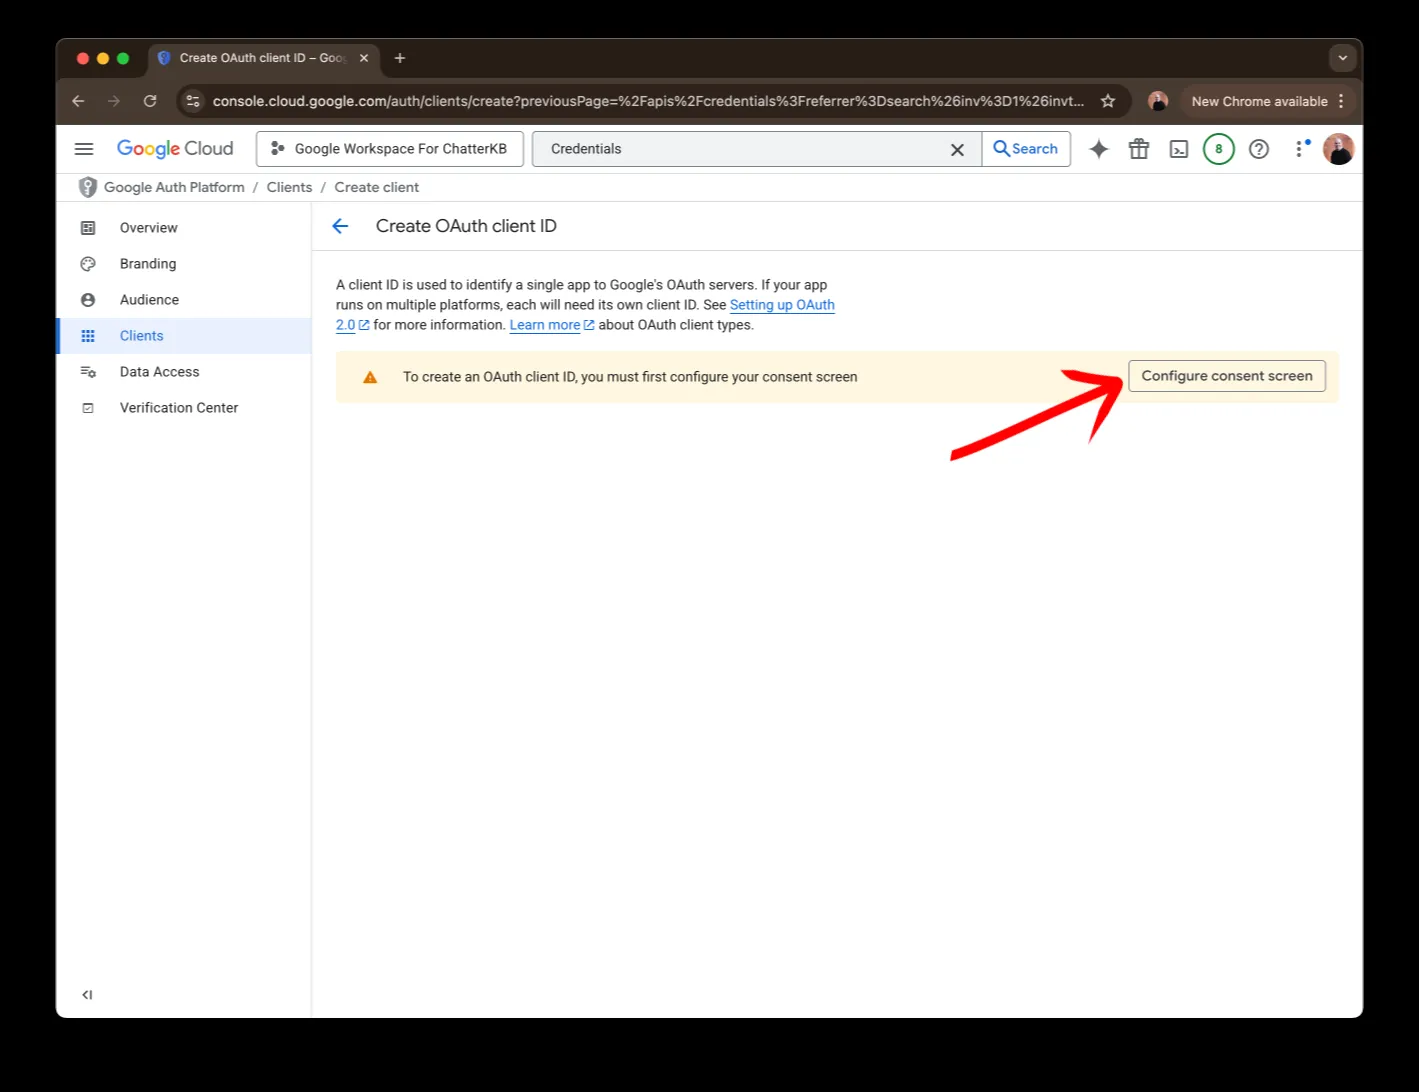 Create OAuth client ID – Goo
console.cloud.google.com/auth/clients/create?previousPage=%2Fapis%2Fcredentials%3Freferrer%3Dsearch%26inv%3D1%26invt...
New Chrome available
Google Cloud
Google Workspace For ChatterKB
Credentials
Search
8
Google Auth Platform / Clients / Create client
Overview
Branding
Audience
Clients
Data Access
Verification Center
Create OAuth client ID
A client ID is used to identify a single app to Google's OAuth servers. If your app
runs on multiple platforms, each will need its own client ID. See Setting up OAuth
2.0 for more information. Learn more about OAuth client types.
To create an OAuth client ID, you must first configure your consent screen
Configure consent screen